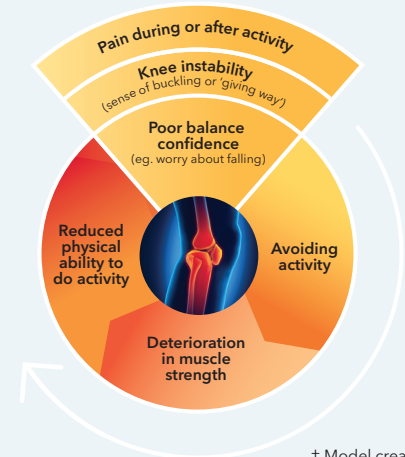 Pain during or after activity
Knee instability
(sense of buckling or ‘giving way’)
Poor balance
confidence
(eg. worry about falling)
Avoiding
activity
Deterioration
in muscle
strength
Reduced
physical
ability to
do activity
† Model crea